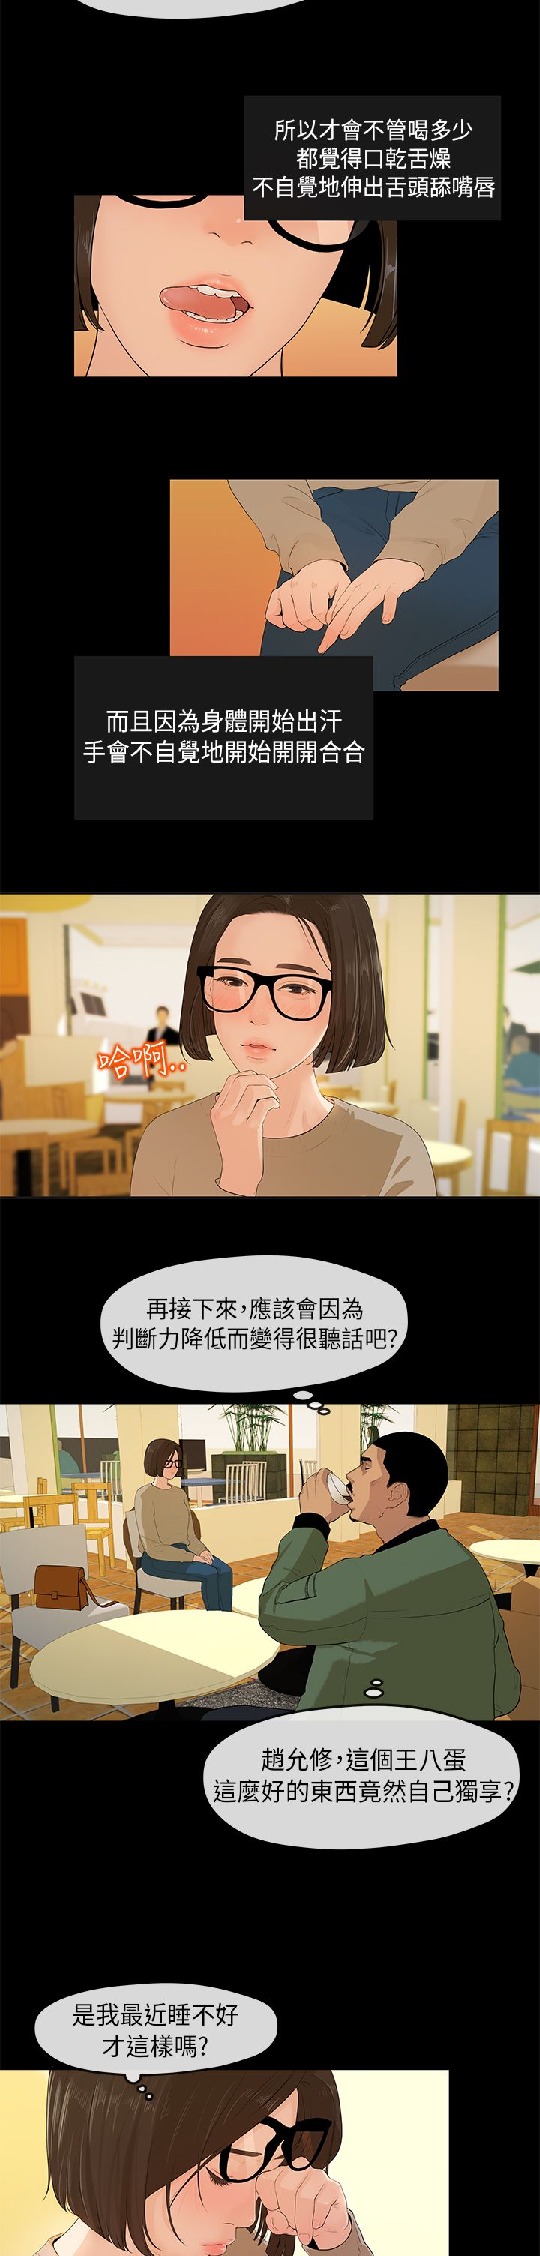 所以才會不管喝多少
都覺得口乾舌燥
不自覺地伸出舌頭舔嘴唇
而且因為身體開始出汗
手會不自覺地開始開開合合
哈啊..
再接下來，應該會因為
判斷力降低而變得很聽話吧?
趙允修，這個王八蛋
這麼好的東西竟然自己獨享?
是我最近睡不好
才這樣嗎?